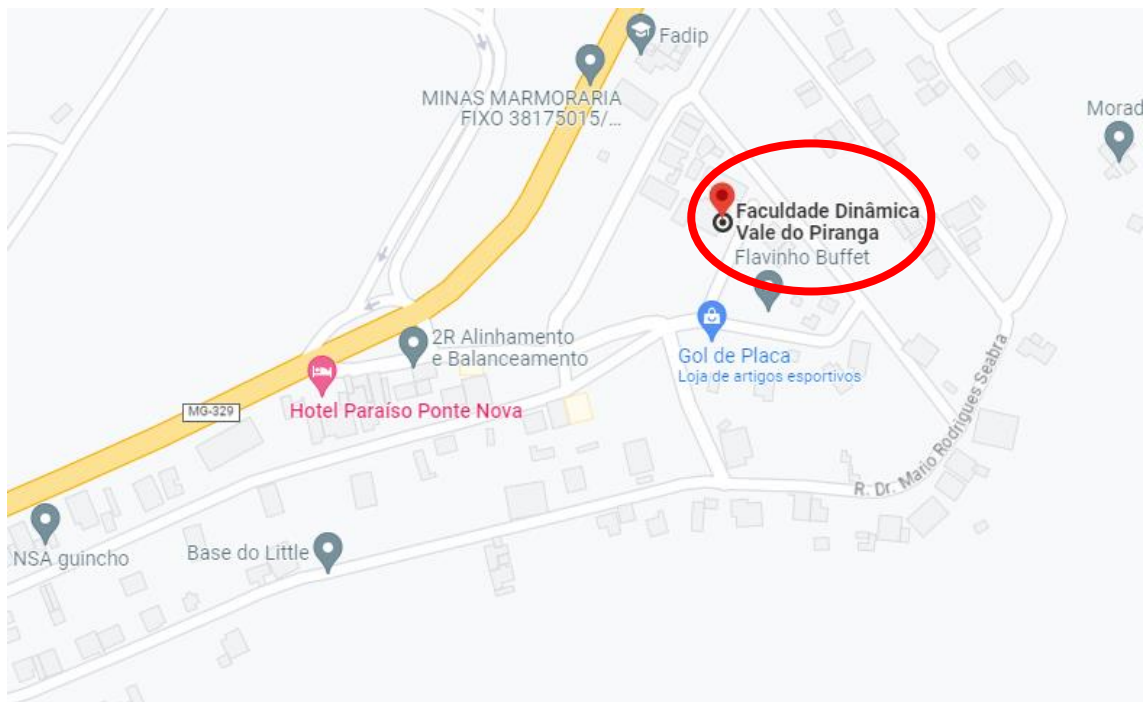 Fadip
MINAS MARMORARIA
FIXO 38175015/...
Morad
Faculdade Dinâmica
Vale do Piranga
Flavinho Buffet
2R Alinhamento
e Balanceamento
Gol de Placa
Loja de artigos esportivos
MG-329
Hotel Paraíso Ponte Nova
R. Dr. Mario Rodrigues Seabra
NSA guincho
Base do Little